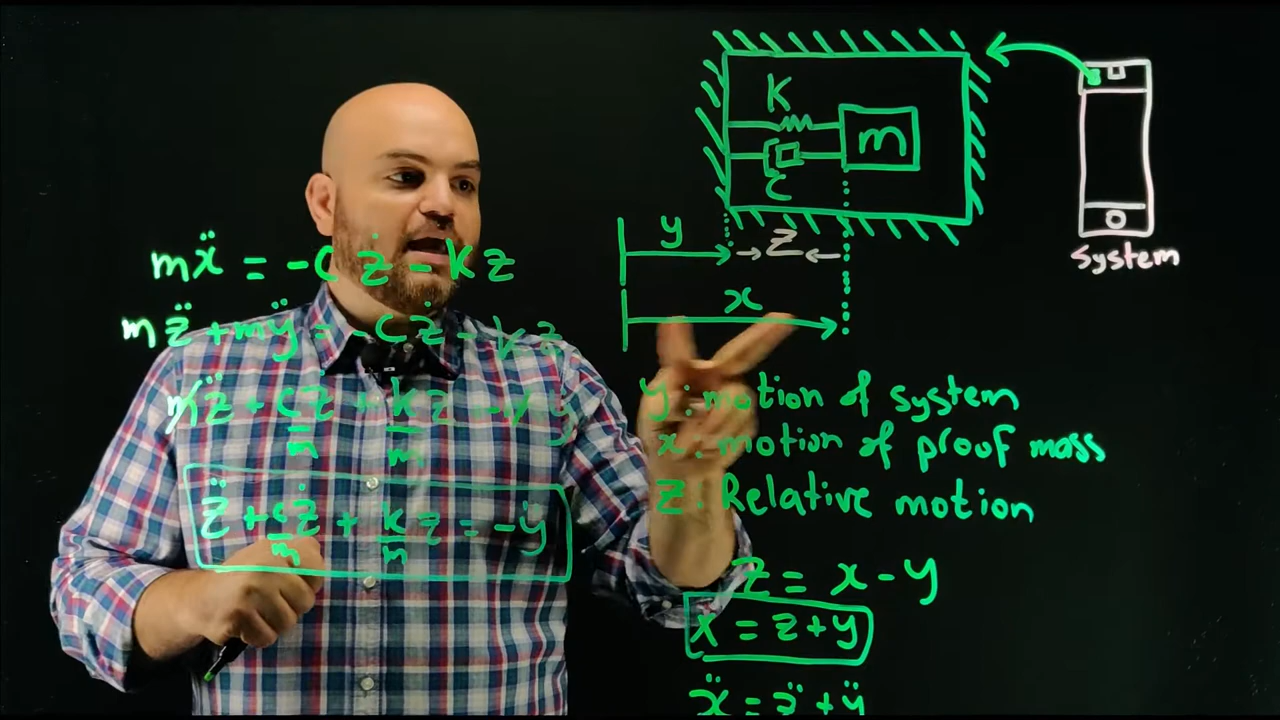 mẍ = -Cż - Kz
mz̈ + mÿ = -Cż - Kz
z̈ + C/m ż + k/m z = -ÿ
K
m
C
y
z
x
System
y: motion of system
x: motion of proof mass
z: Relative motion
z = x - y
x = z + y
ẍ = z̈ + ÿ